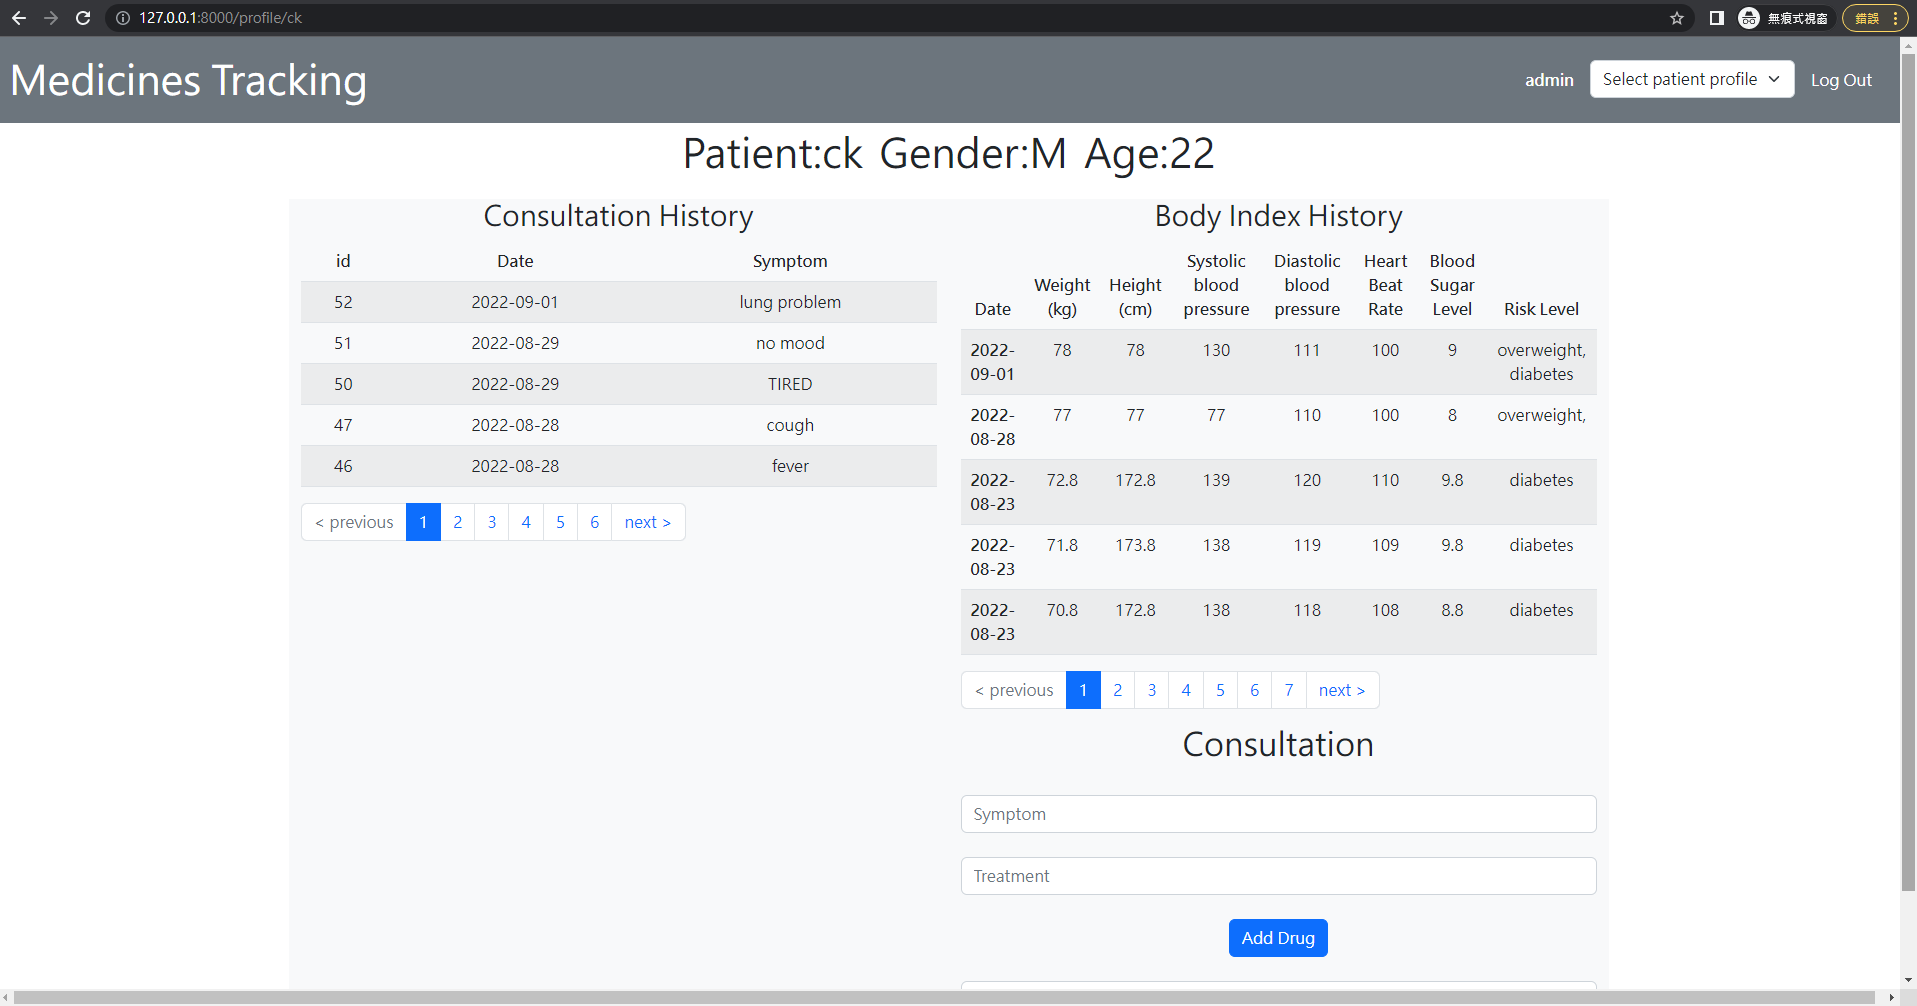 127.0.0.1:8000/profile/ck
無痕式視窗
錯誤
Medicines Tracking
admin
Select patient profile
Log Out
Patient:ck Gender:M Age:22
Consultation History
id Date Symptom
52 2022-09-01 lung problem
51 2022-08-29 no mood
50 2022-08-29 TIRED
47 2022-08-28 cough
46 2022-08-28 fever
< previous 1 2 3 4 5 6 next >
Body Index History
Systolic Diastolic Heart Blood
Weight Height blood blood Beat Sugar
Date (kg) (cm) pressure pressure Rate Level Risk Level
2022- 78 78 130 111 100 9 overweight,
09-01 diabetes
2022- 77 77 77 110 100 8 overweight,
08-28
2022- 72.8 172.8 139 120 110 9.8 diabetes
08-23
2022- 71.8 173.8 138 119 109 9.8 diabetes
08-23
2022- 70.8 172.8 138 118 108 8.8 diabetes
08-23
< previous 1 2 3 4 5 6 7 next >
Consultation
Symptom
Treatment
Add Drug